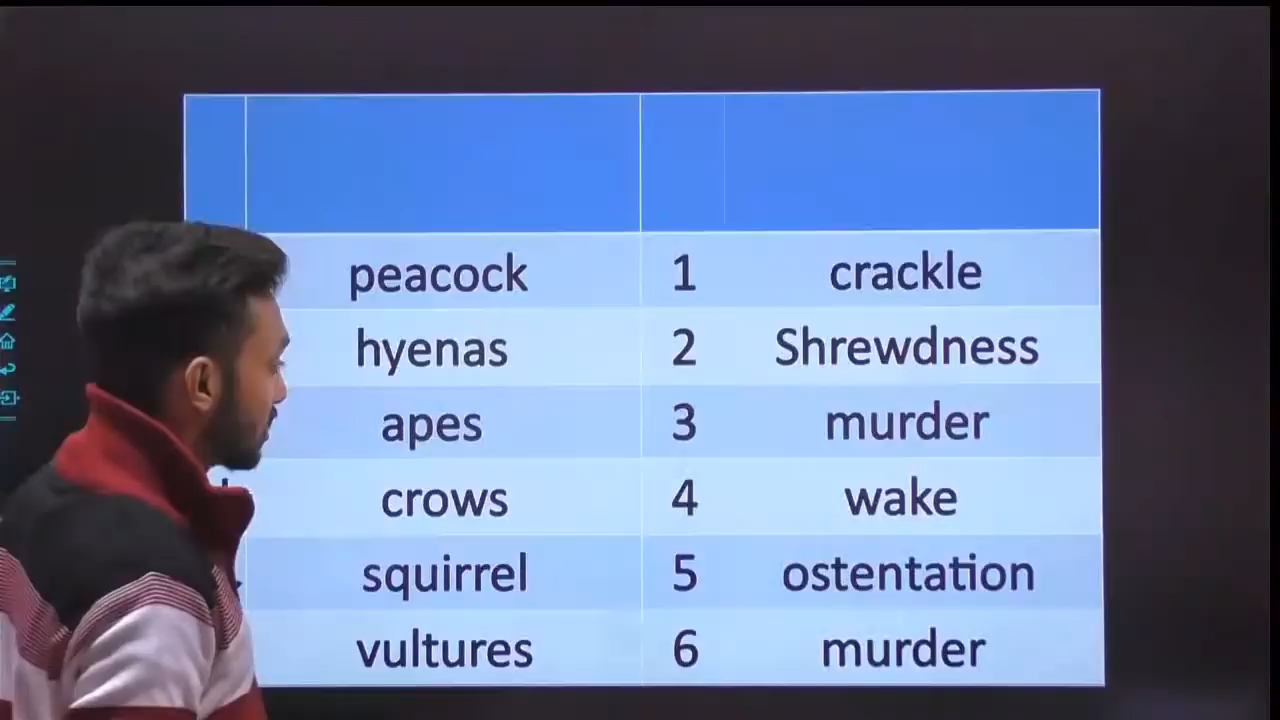 peacock 1 crackle
hyenas 2 Shrewdness
apes 3 murder
crows 4 wake
squirrel 5 ostentation
vultures 6 murder